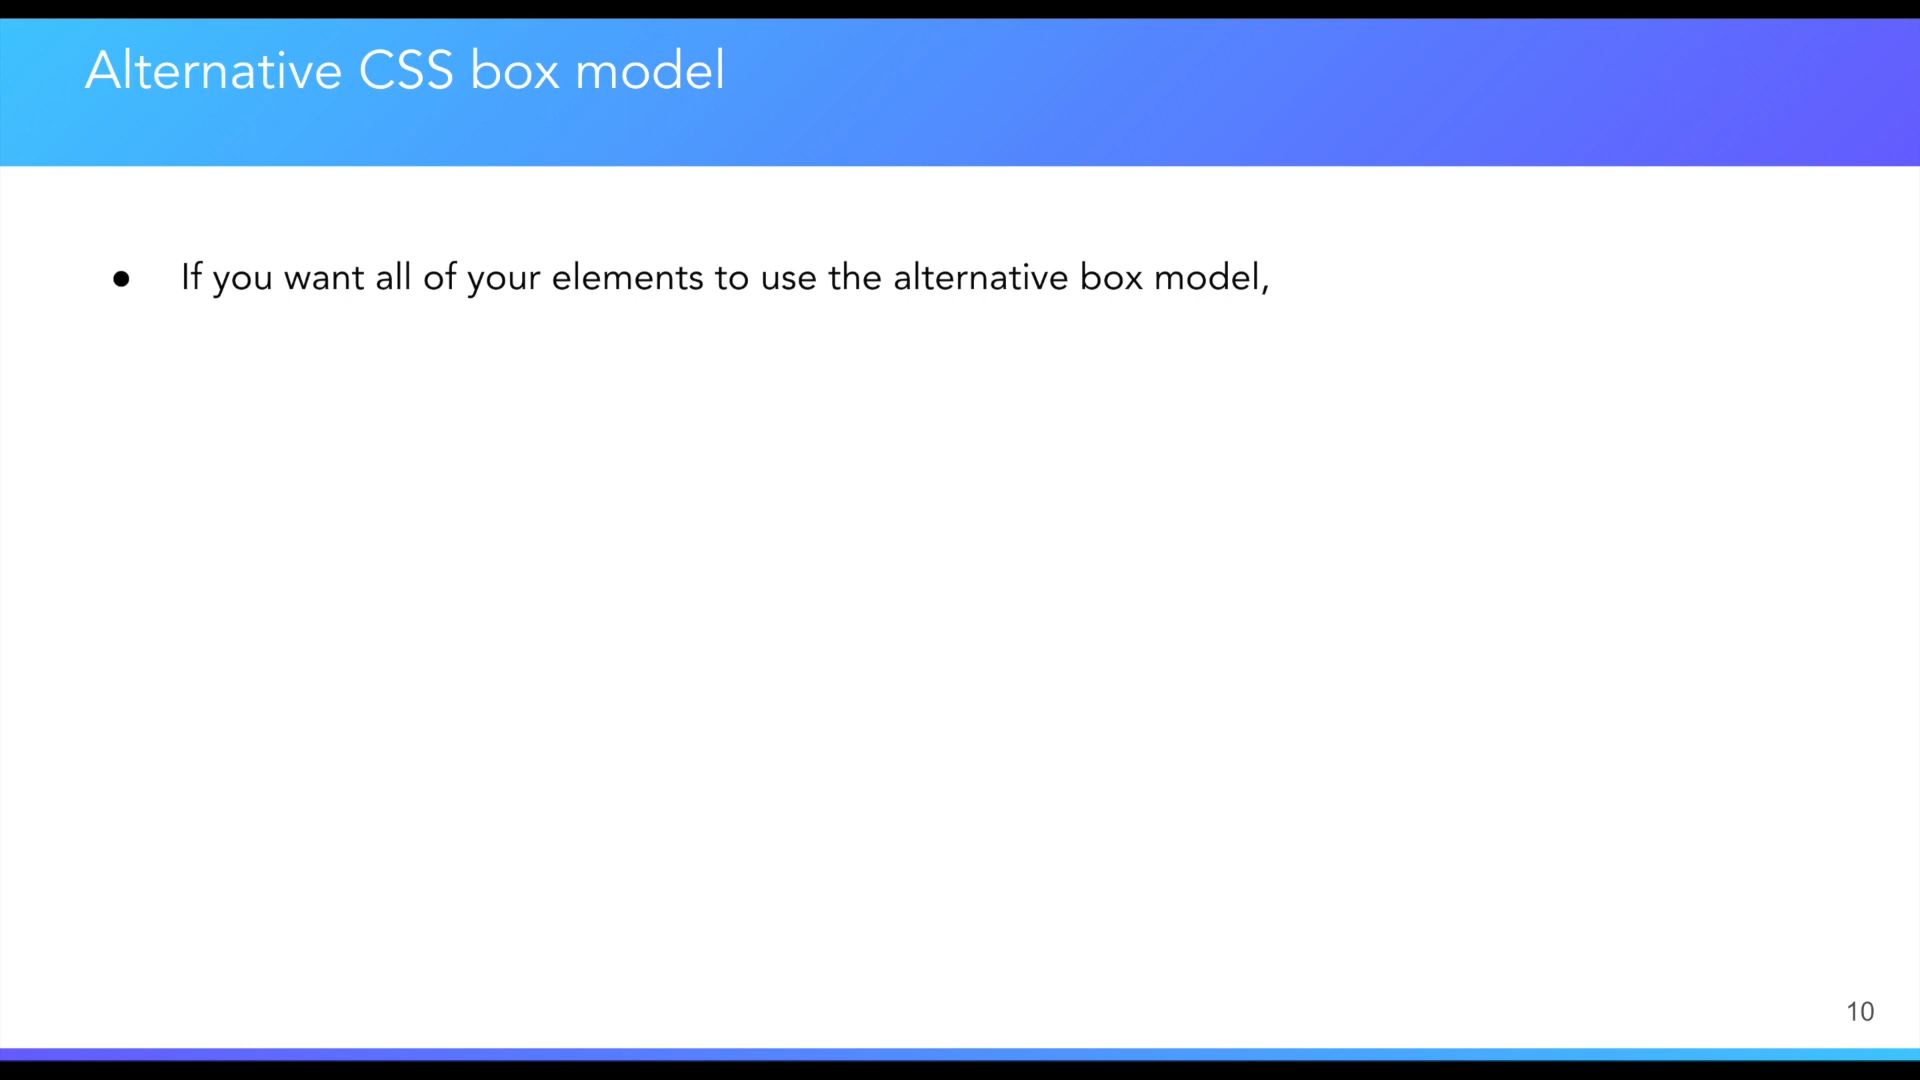 Alternative CSS box model
● If you want all of your elements to use the alternative box model,
10